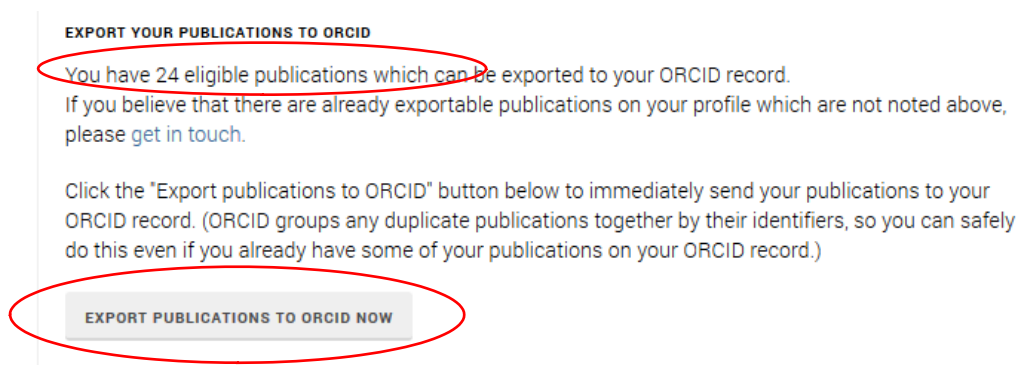 EXPORT YOUR PUBLICATIONS TO ORCID
You have 24 eligible publications which can be exported to your ORCID record.
If you believe that there are already exportable publications on your profile which are not noted above,
please get in touch.
Click the "Export publications to ORCID" button below to immediately send your publications to your
ORCID record. (ORCID groups any duplicate publications together by their identifiers, so you can safely
do this even if you already have some of your publications on your ORCID record.)
EXPORT PUBLICATIONS TO ORCID NOW